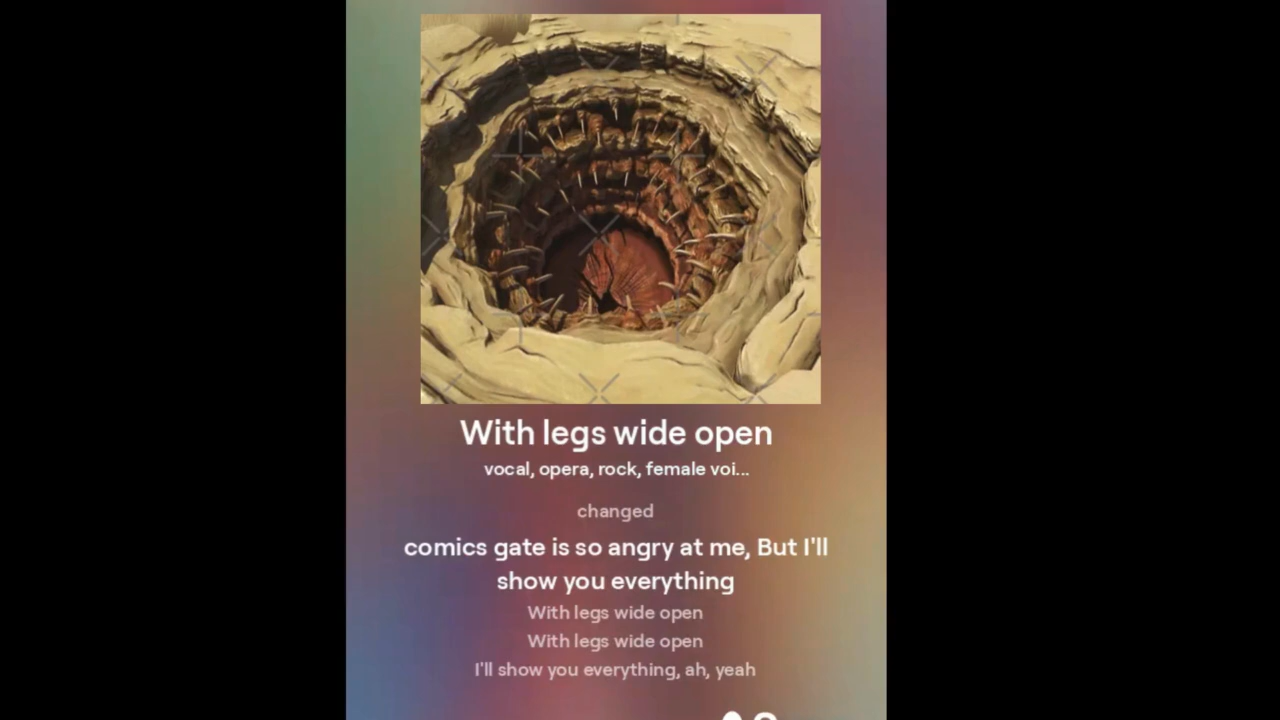 With legs wide open
vocal, opera, rock, female voi...
changed
comics gate is so angry at me, But I'll
show you everything
With legs wide open
With legs wide open
I'll show you everything, ah, yeah